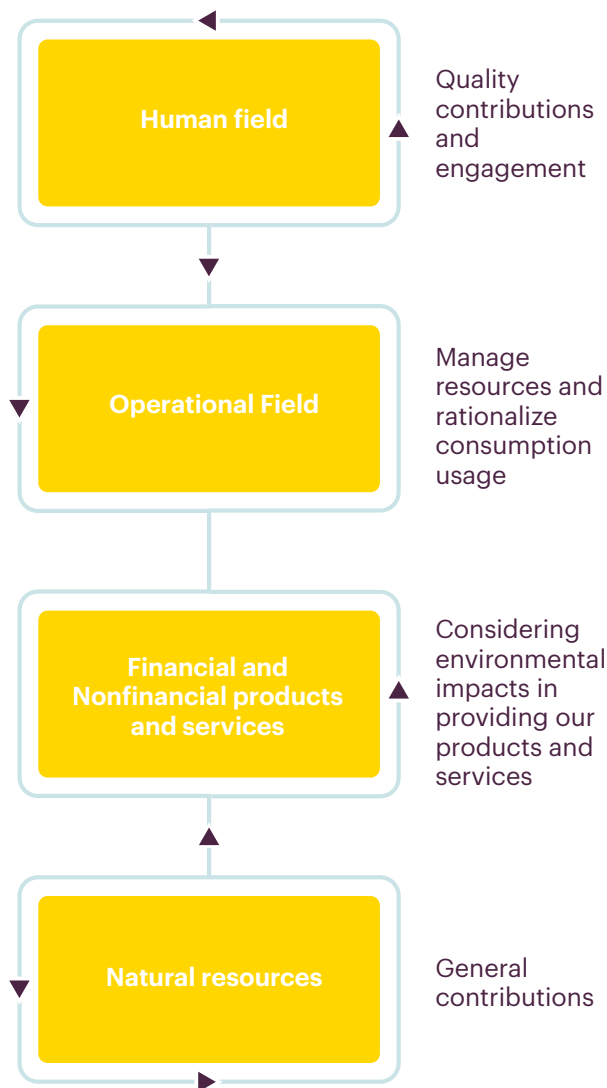 Human field
Quality
contributions
and
engagement
Operational Field
Manage
resources and
rationalize
consumption
usage
Financial and
Nonfinancial products
and services
Considering
environmental
impacts in
providing our
products and
services
Natural resources
General
contributions